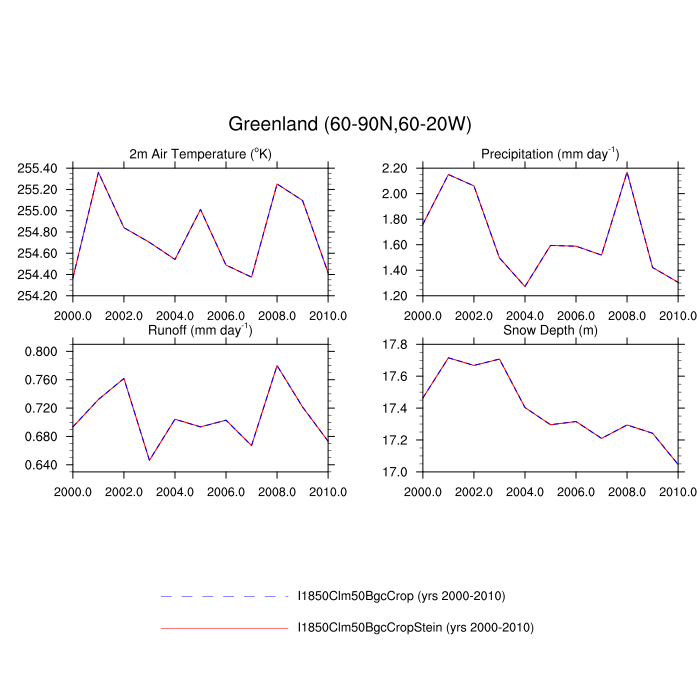 Greenland (60-90N,60-20W)
2m Air Temperature (°K)
255.40
255.20
255.00
254.80
254.60
254.40
254.20
2000.0 2002.0 2004.0 2006.0 2008.0 2010.0
Precipitation (mm day⁻¹)
2.20
2.00
1.80
1.60
1.40
1.20
2000.0 2002.0 2004.0 2006.0 2008.0 2010.0
Runoff (mm day⁻¹)
0.800
0.760
0.720
0.680
0.640
2000.0 2002.0 2004.0 2006.0 2008.0 2010.0
Snow Depth (m)
17.8
17.6
17.4
17.2
17.0
2000.0 2002.0 2004.0 2006.0 2008.0 2010.0
I1850Clm50BgcCrop (yrs 2000-2010)
I1850Clm50BgcCropStein (yrs 2000-2010)